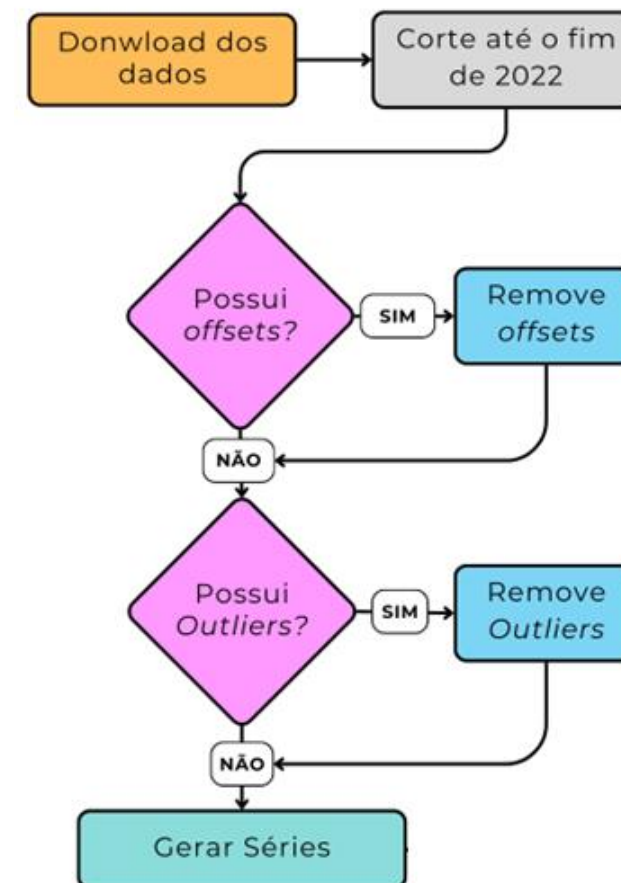 Donwload dos
dados
Corte até o fim
de 2022
Possui
offsets?
SIM
Remove
offsets
NÃO
Possui
Outliers?
SIM
Remove
Outliers
NÃO
Gerar Séries